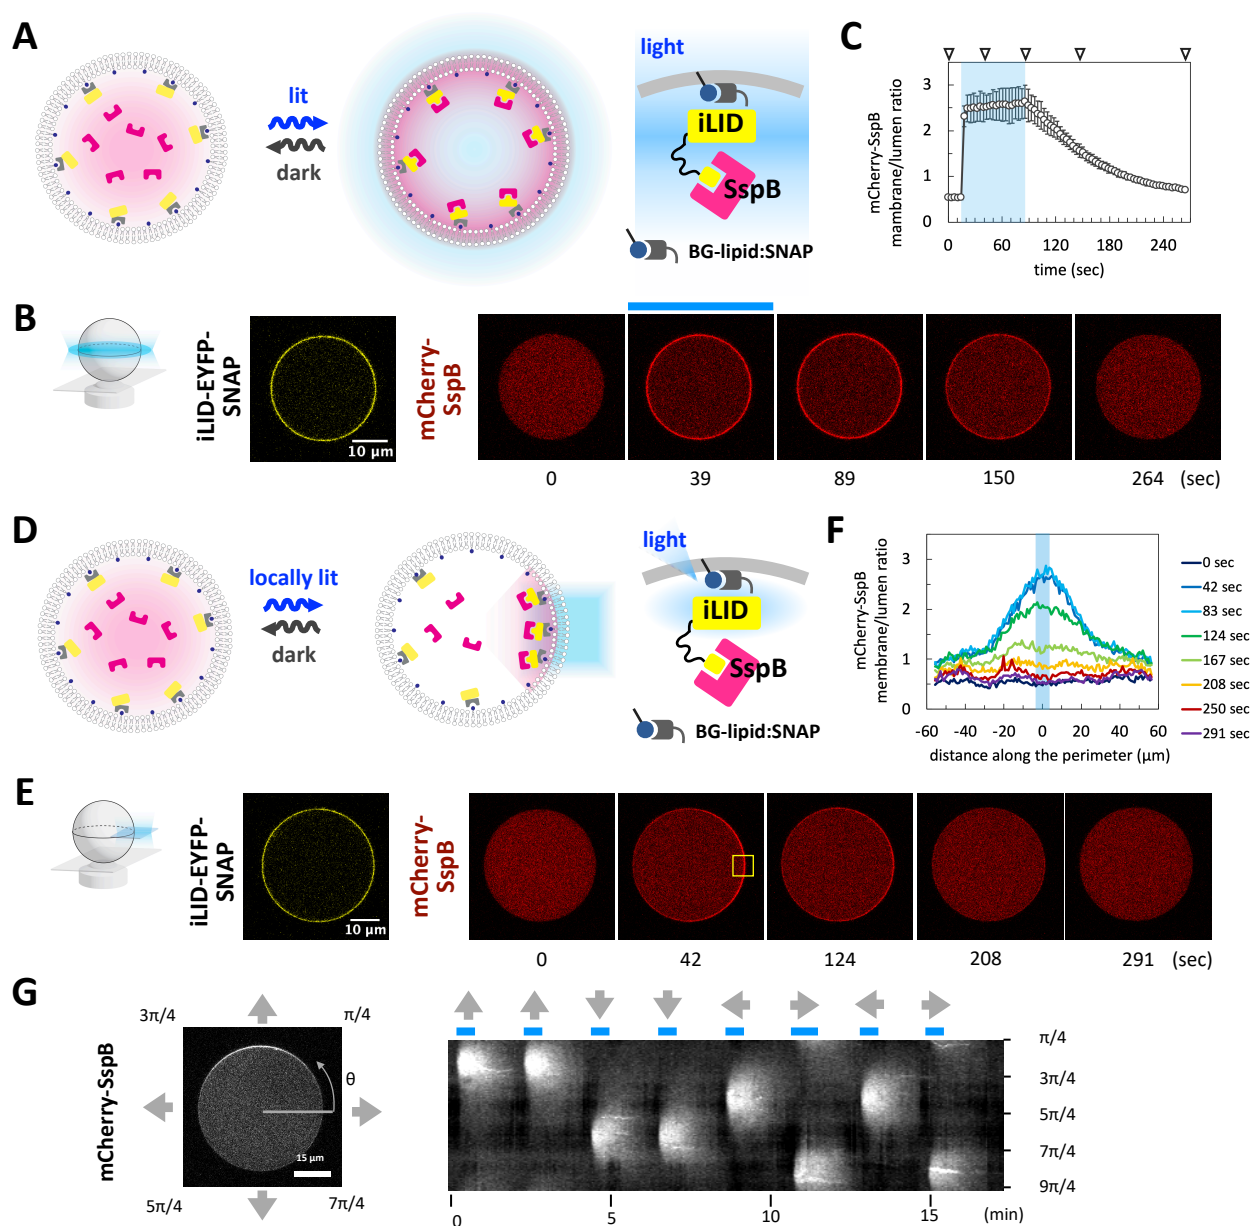 A
lit
dark
light
iLID
SspB
BG-lipid:SNAP
C
mCherry-SspB
mambrane/lumen ratio
3
2
1
0
0 60 120 180 240
time (sec)
B
iLID-EYFP-
SNAP
10 µm
mCherry-
SspB
0 39 89 150 264 (sec)
D
locally lit
dark
light
iLID
SspB
BG-lipid:SNAP
F
mCherry-SspB
membrane/lumen ratio
3
2
1
0
-60 -40 -20 0 20 40 60
distance along the perimeter (µm)
0 sec
42 sec
83 sec
124 sec
167 sec
208 sec
250 sec
291 sec
E
iLID-EYFP-
SNAP
10 µm
mCherry-
SspB
0 42 124 208 291 (sec)
G
mCherry-SspB
3π/4 π/4
θ
15 µm
5π/4 7π/4
π/4
3π/4
5π/4
7π/4
9π/4
0 5 10 15 (min)